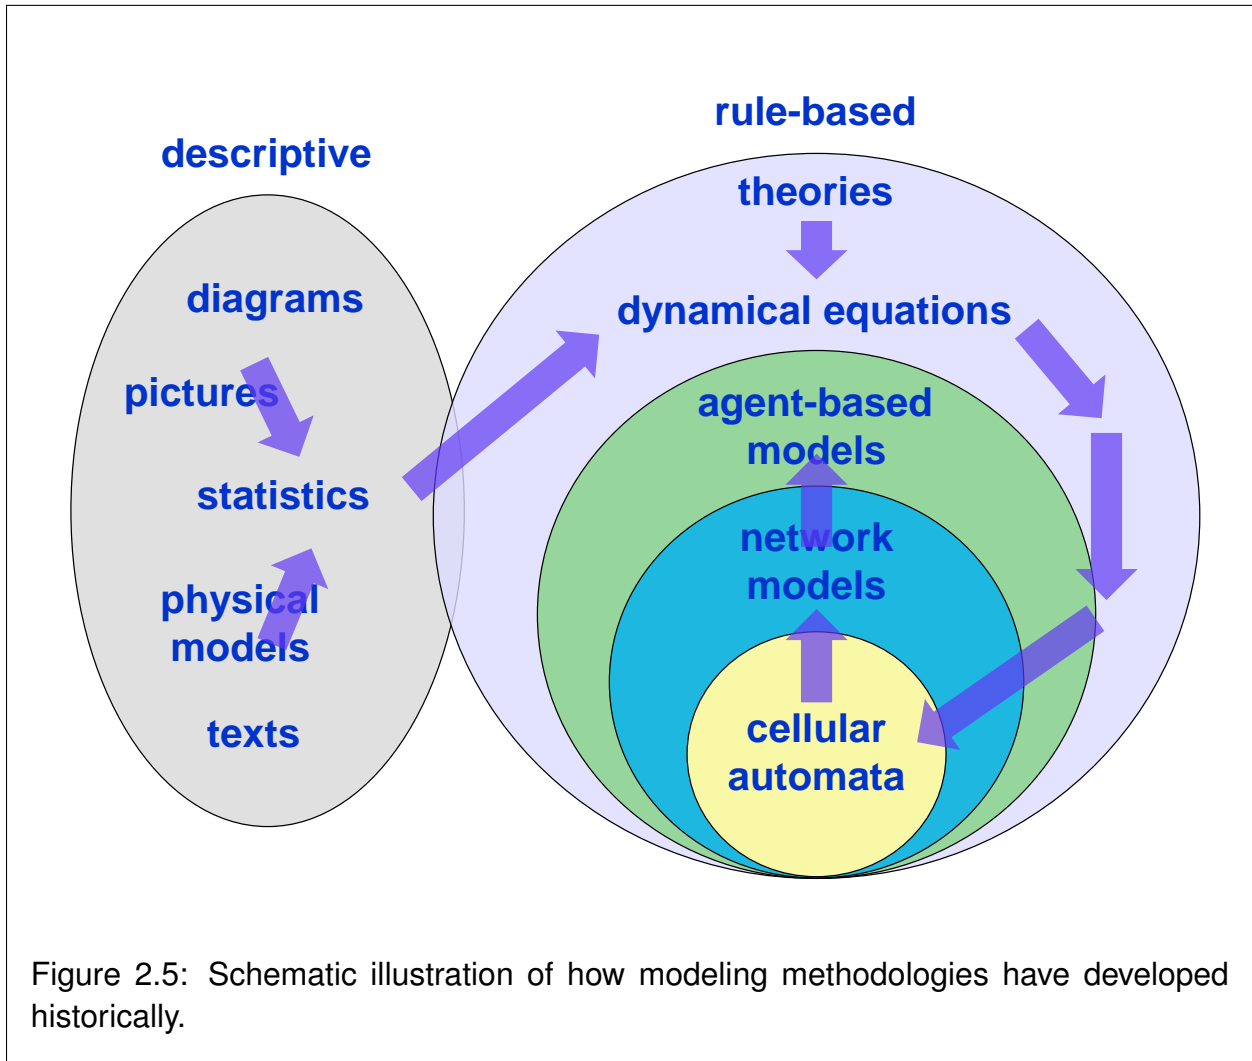 rule-based
descriptive
theories
diagrams
dynamical equations
pictures
agent-based
models
statistics
network
models
physical
models
texts
cellular
automata
Figure 2.5: Schematic illustration of how modeling methodologies have developed
historically.